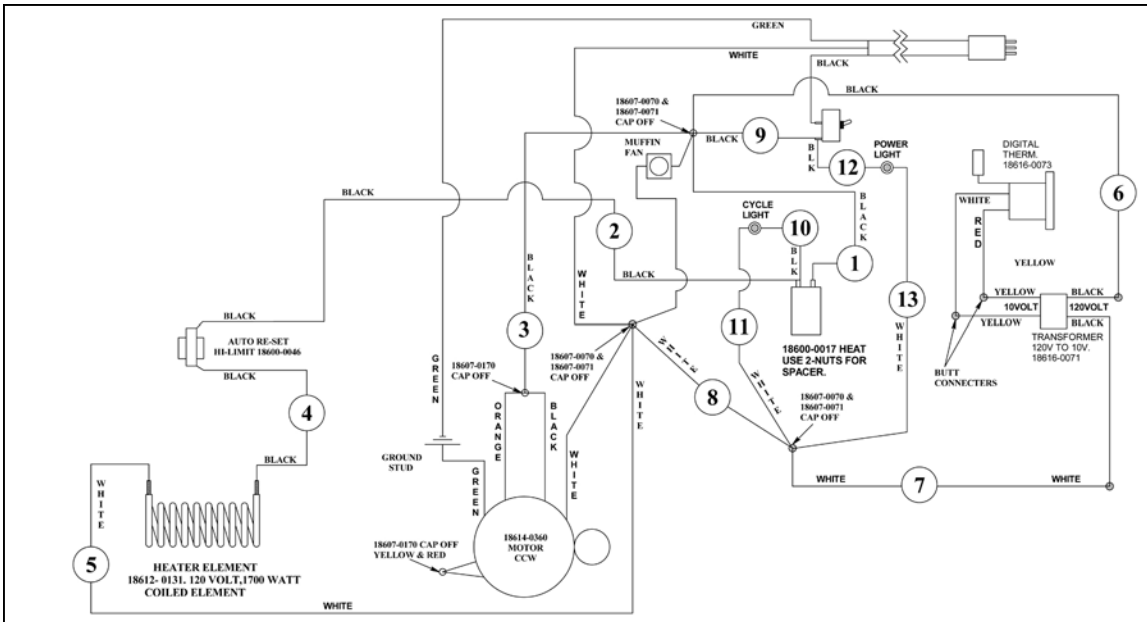 GREEN
WHITE
BLACK
BLACK
18607-0070 &
18607-0071
CAP OFF
BLACK
9
MUFFIN
FAN
BLK
12
POWER
LIGHT
DIGITAL
THERM.
18616-0073
WHITE
RED
6
BLACK
2
CYCLE
LIGHT
10
BLACK
1
BLK
BLACK
YELLOW
BLACK
WHITE
3
11
13
YELLOW
BLACK
10VOLT
120VOLT
YELLOW
BLACK
TRANSFORMER
120V TO 10V.
18616-0071
BLACK
AUTO RE-SET
HI-LIMIT 18600-0046
BLACK
18600-0017 HEAT
USE 2-NUTS FOR
SPACER.
WHITE
BUTT
CONNECTERS
18607-0170
CAP OFF
18607-0070 &
18607-0071
CAP OFF
WHITE
WHITE
8
WHITE
18607-0070 &
18607-0071
CAP OFF
4
GREEN
ORANGE
BLACK
WHITE
GROUND
STUD
GREEN
BLACK
WHITE
7
WHITE
WHITE
5
18607-0170 CAP OFF
YELLOW & RED
18614-0360
MOTOR
CCW
HEATER ELEMENT
18612- 0131. 120 VOLT,1700 WATT
COILED ELEMENT
WHITE